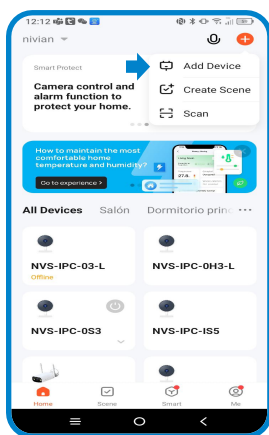 12:12
nivian
Add Device
Create Scene
Scan
Smart Protect
Camera control and
alarm function to
protect your home.
How to maintain the most
comfortable home
temperature and humidity?
Go to experience >
All Devices Salón Dormitorio prin
NVS-IPC-03-L
Offline
NVS-IPC-0H3-L
NVS-IPC-0S3
NVS-IPC-IS5
Home Scene Smart Me